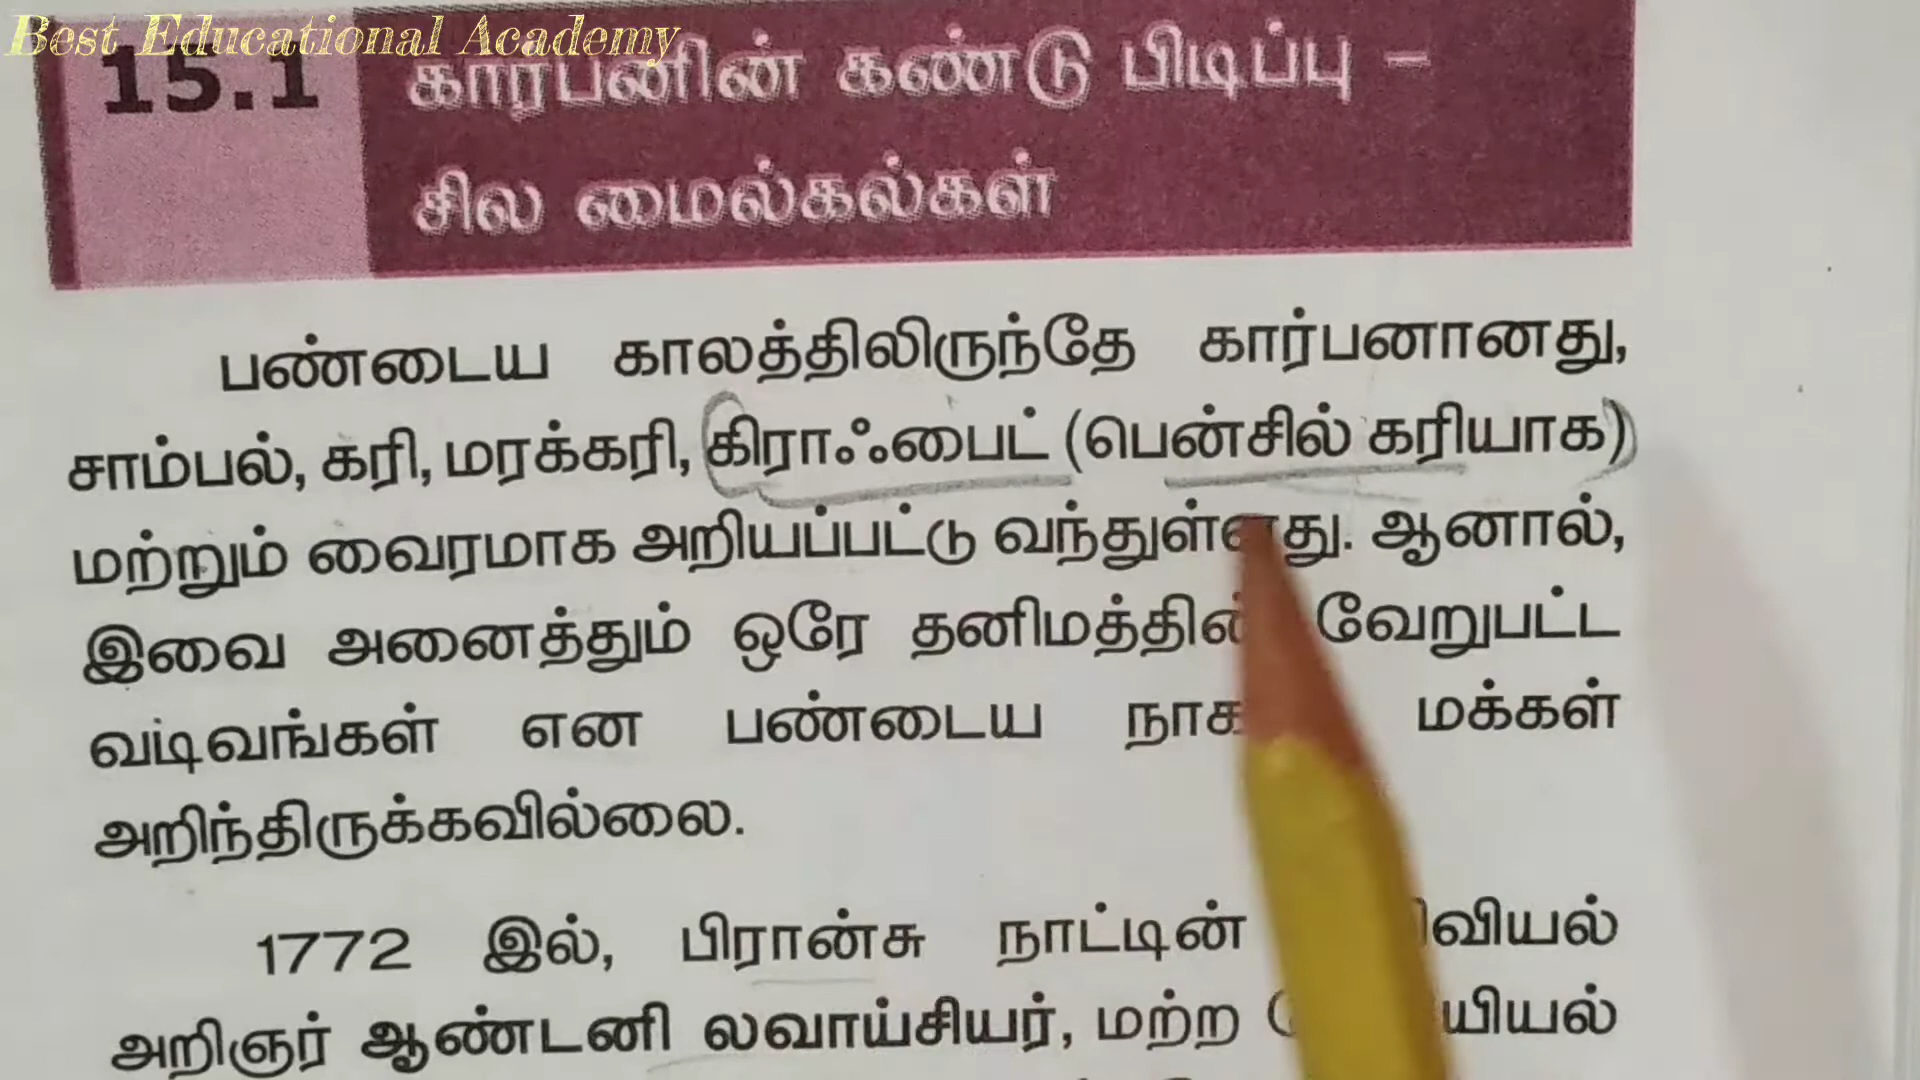 Best Educational Academy
15.1 கார்பனின் கண்டு பிடிப்பு –
சில மைல்கல்கள்
பண்டைய காலத்திலிருந்தே கார்பனானது,
சாம்பல், கரி, மரக்கரி, கிராஃபைட் (பென்சில் கரியாக)
மற்றும் வைரமாக அறியப்பட்டு வந்துள்ளது. ஆனால்,
இவை அனைத்தும் ஒரே தனிமத்தின் வேறுபட்ட
வடிவங்கள் என பண்டைய மக்கள்
அறிந்திருக்கவில்லை.
1772 இல், பிரான்சு நாட்டின்
அறிஞர் ஆண்டனி லவாய்சியர், மற்ற